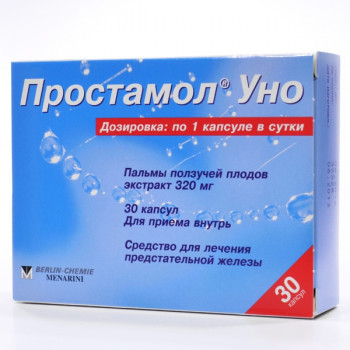 Простамол® Уно
Дозировка: по 1 капсуле в сутки
Пальмы ползучей плодов
экстракт 320 мг
30 капсул
Для приема внутрь
Средство для лечения
предстательной железы
BERLIN-CHEMIE
MENARINI
30
капсул